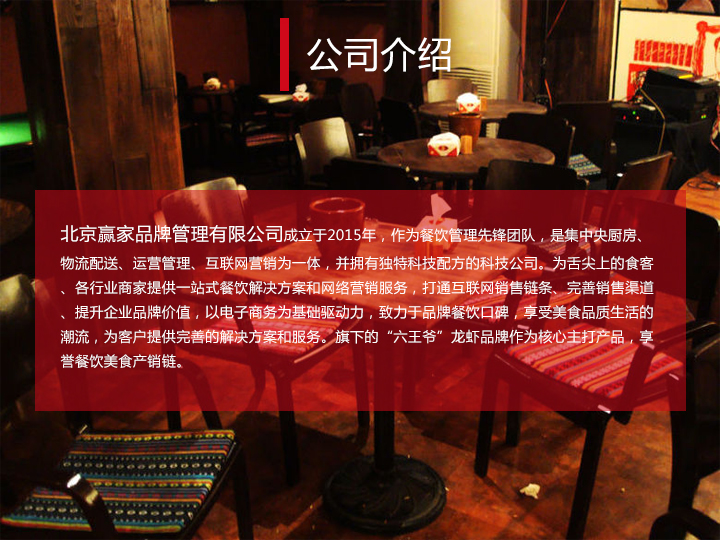 公司介绍
北京赢家品牌管理有限公司成立于2015年，作为餐饮管理先锋团队，是集中央厨房、
物流配送、运营管理、互联网营销为一体，并拥有独特科技配方的科技公司。为舌尖上的食客
、各行业商家提供一站式餐饮解决方案和网络营销服务，打通互联网销售链条、完善销售渠道
、提升企业品牌价值，以电子商务为基础驱动力，致力于品牌餐饮口碑，享受美食品质生活的
潮流，为客户提供完善的解决方案和服务。旗下的“六王爷”龙虾品牌作为核心主打产品，享
誉餐饮美食产销链。